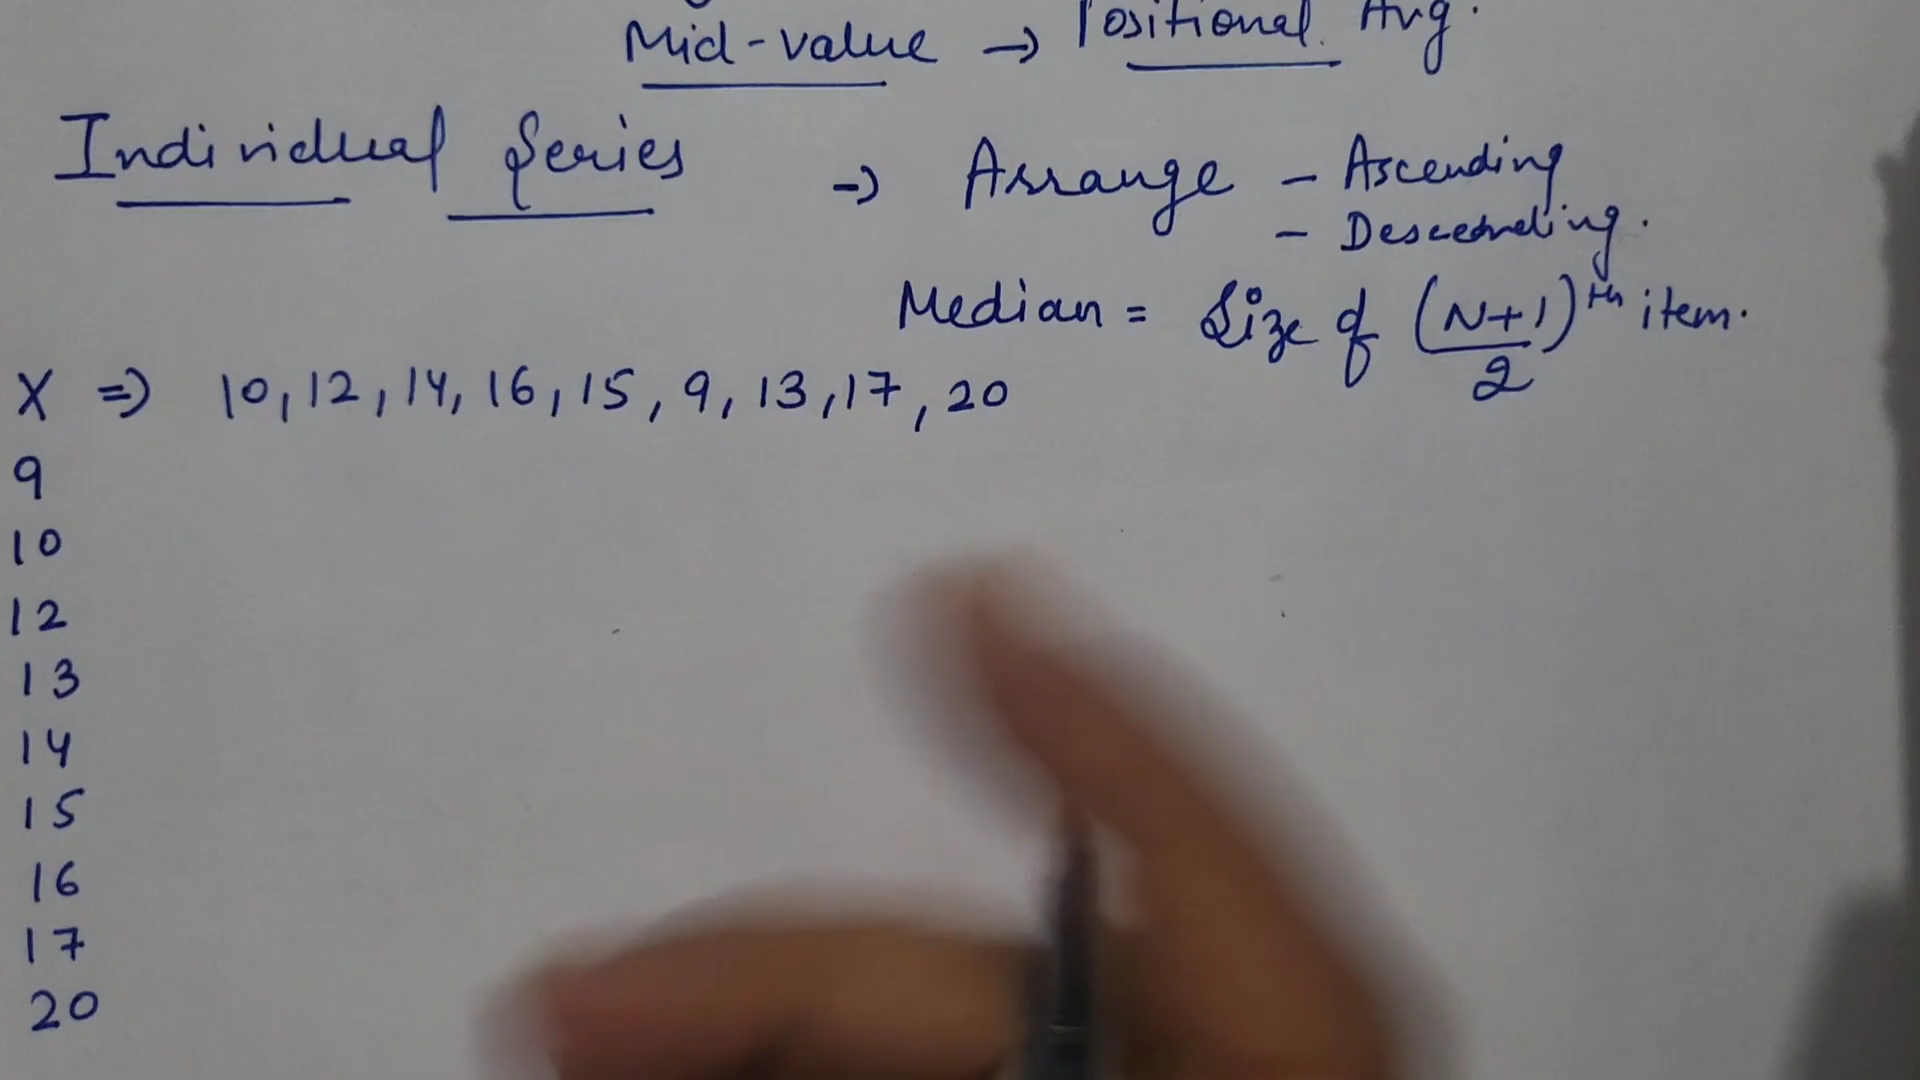 Mid-value → Positional Avg.
Individual Series → Arrange - Ascending
- Descending.
Median = Size of (N+1/2)th item.
X ⇒ 10, 12, 14, 16, 15, 9, 13, 17, 20
9
10
12
13
14
15
16
17
20